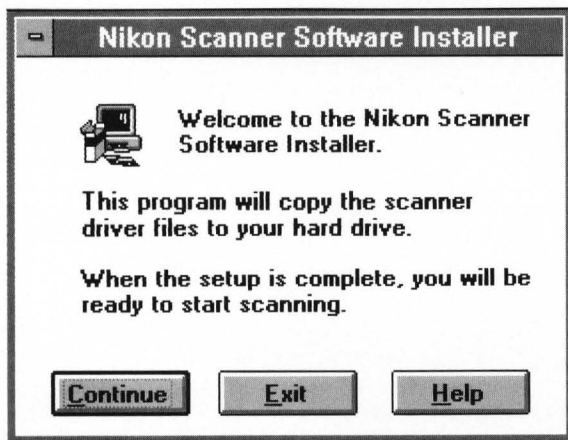 Nikon Scanner Software Installer
Welcome to the Nikon Scanner
Software Installer.
This program will copy the scanner
driver files to your hard drive.
When the setup is complete, you will be
ready to start scanning.
Continue
Exit
Help